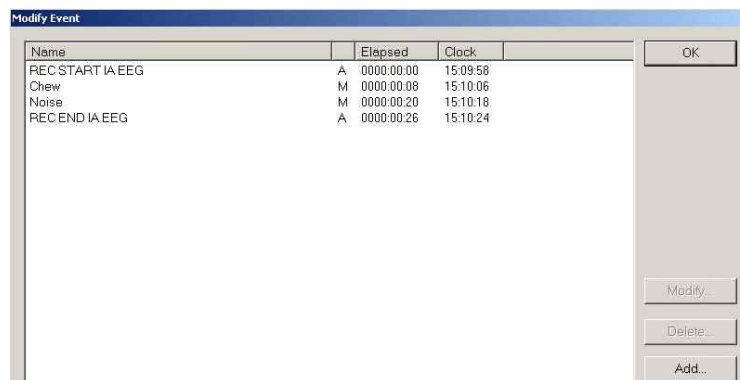 Modify Event
Name Elapsed Clock OK
REC START IA EEG A 0000:00:00 15:09:58
Chew M 0000:00:08 15:10:06
Noise M 0000:00:20 15:10:18
REC END IA EEG A 0000:00:26 15:10:24
Modify...
Delete...
Add...